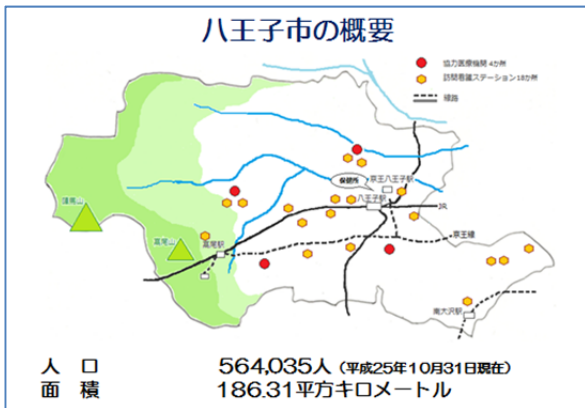 八王子市の概要
協力医療機関 4か所
訪問看護ステーション18か所
線路
京王八王子駅
保健所
八王子駅
JR
京王線
陣馬山
高尾山
高尾駅
南大沢駅
人 口 564,035人（平成25年10月31日現在）
面 積 186.31平方キロメートル